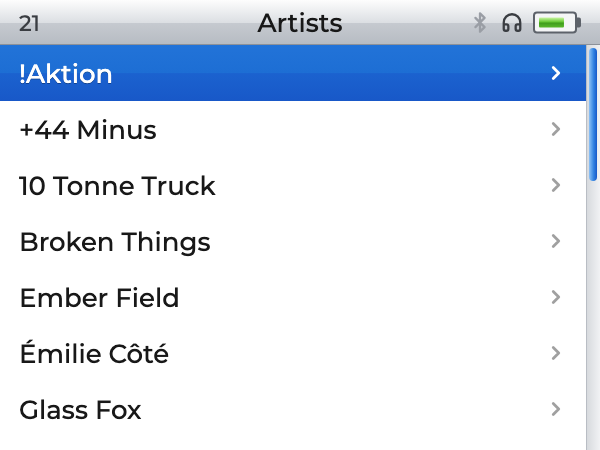 21 Artists
!Aktion
+44 Minus
10 Tonne Truck
Broken Things
Ember Field
Émilie Côté
Glass Fox